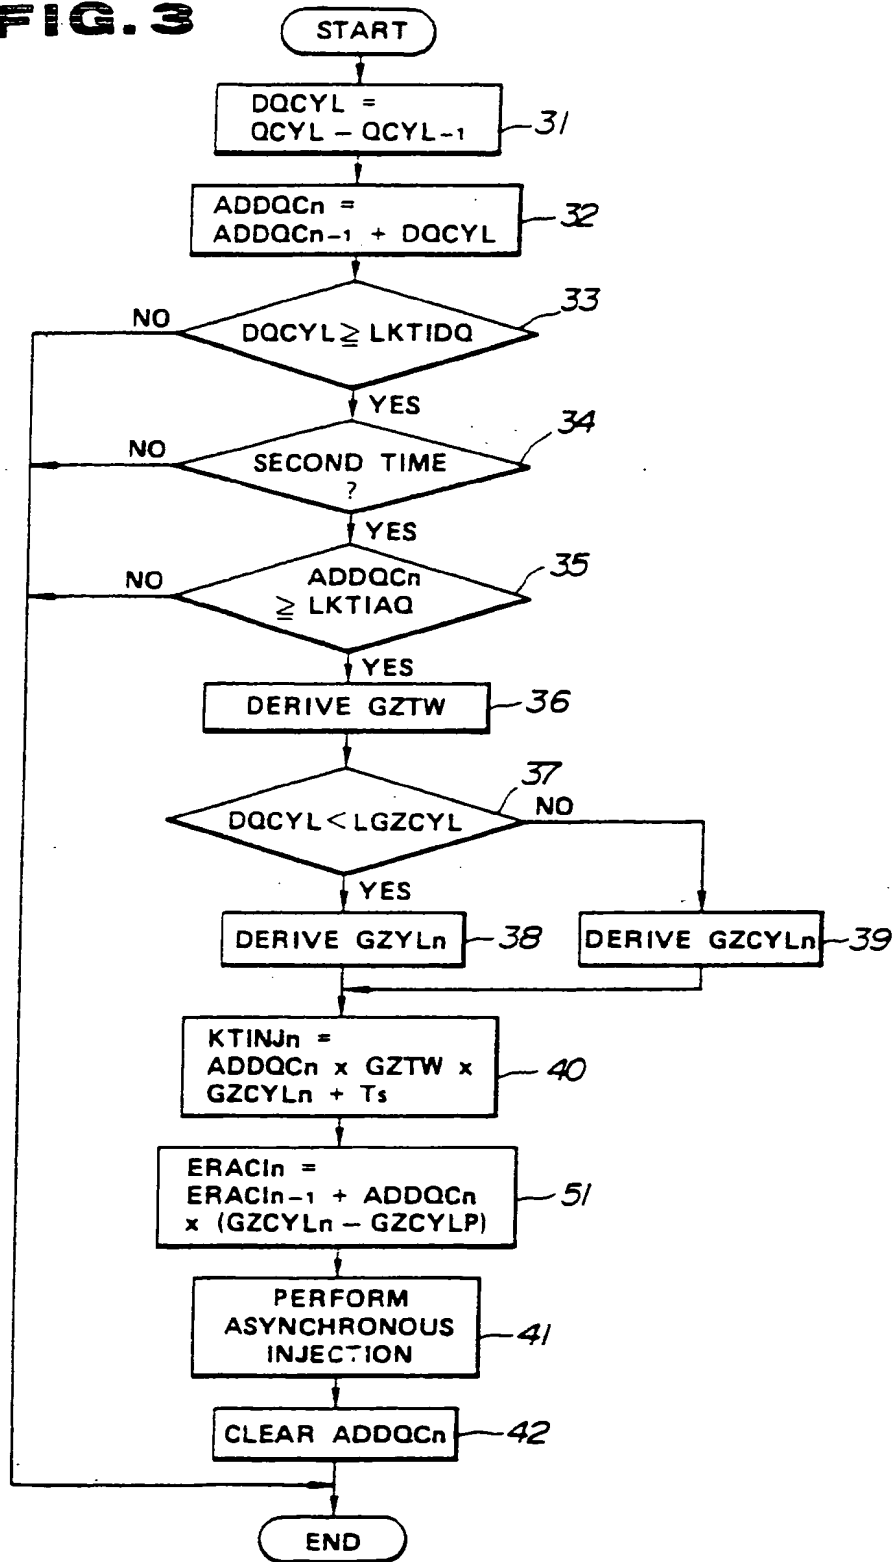 FIG. 3
START
DQCYL =
QCYL – QCYL-1
31
ADDQCn =
ADDQCn-1 + DQCYL
32
33
NO
DQCYL ≧ LKTIDQ
YES
34
NO
SECOND TIME
?
YES
35
NO
ADDQCn
≧ LKTIAQ
YES
DERIVE GZTW
36
37
DQCYL < LGZCYL
NO
YES
DERIVE GZYLn
38
DERIVE GZCYLn
39
KTINJn =
ADDQCn x GZTW x
GZCYLn + Ts
40
ERACIn =
ERACIn-1 + ADDQCn
x (GZCYLn – GZCYLP)
51
PERFORM
ASYNCHRONOUS
INJECTION
41
CLEAR ADDQCn
42
END